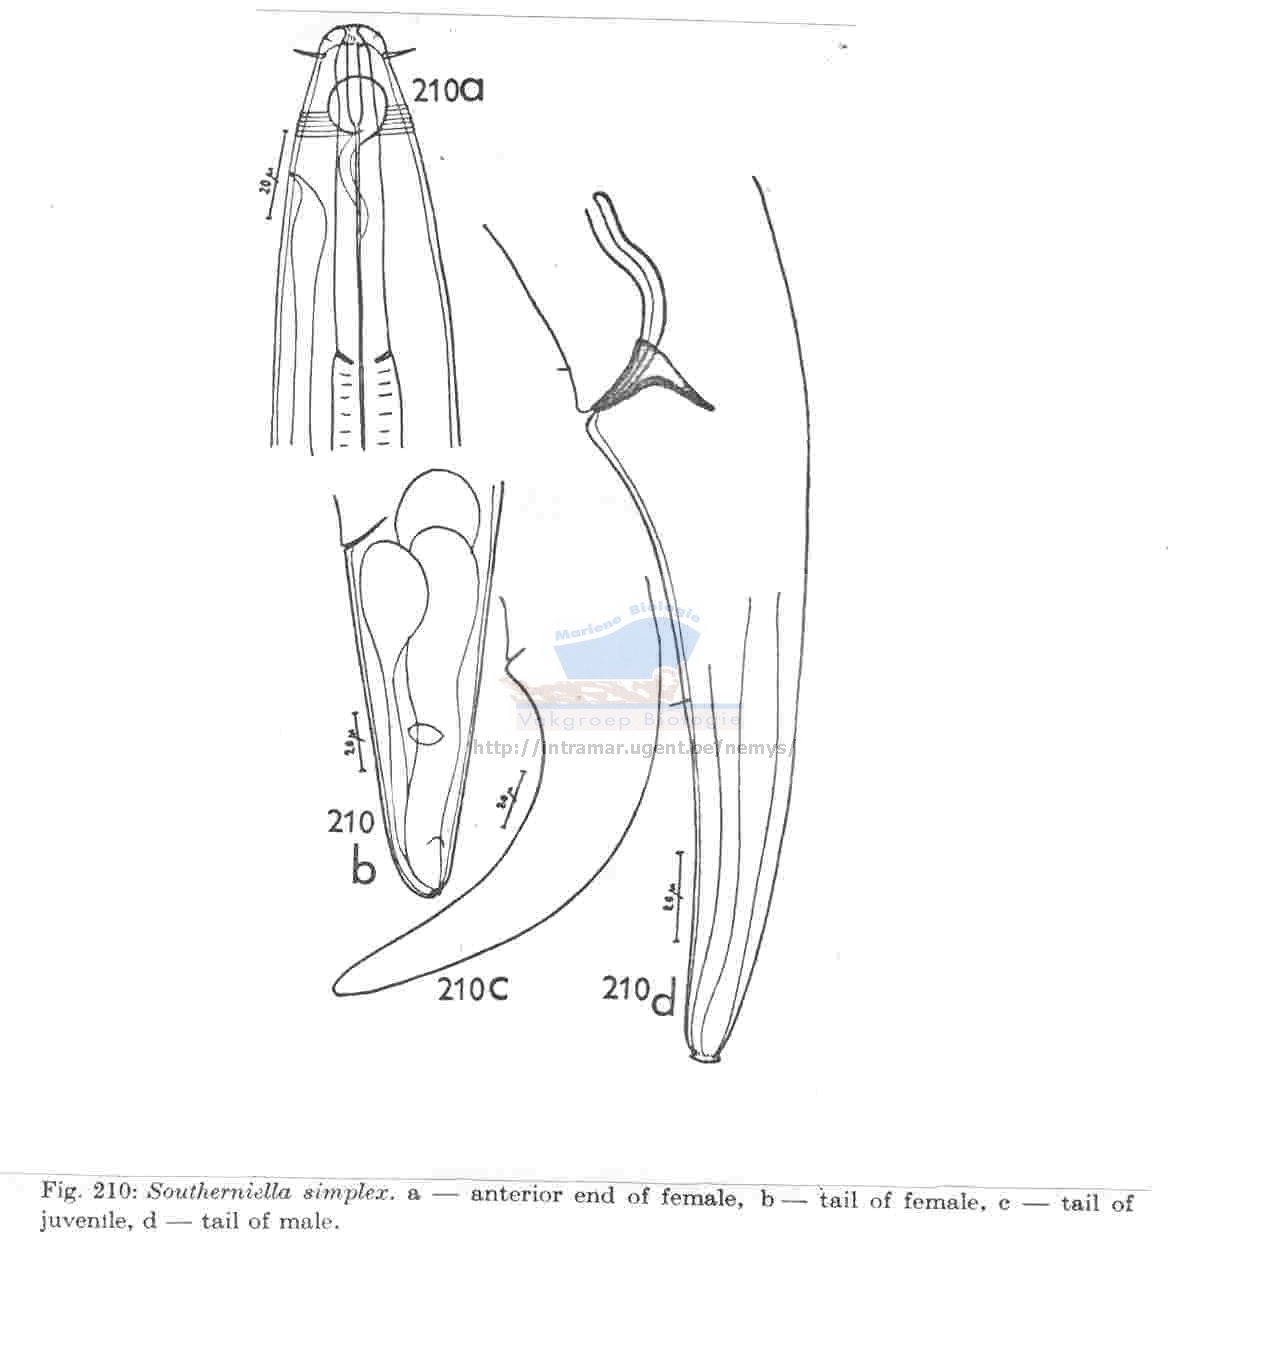 210a
20 μ
20 μ
210
b
20 μ
210c
20 μ
210d
Mariene Biologie
Vakgroep Biologie
http://intramar.ugent.be/nemys/
Fig. 210: Southerniella simplex. a — anterior end of female, b — tail of female, c — tail of
juvenile, d — tail of male.